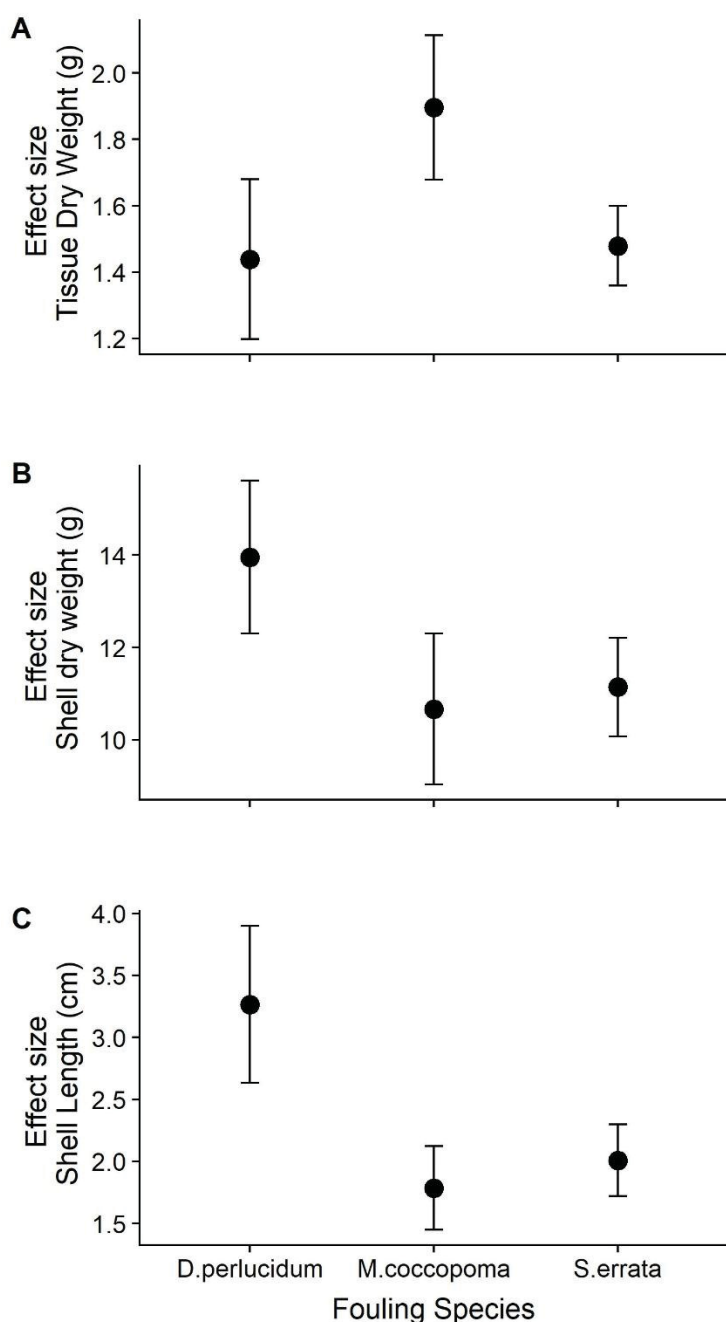 A
Effect size
Tissue Dry Weight (g)
2.0
1.8
1.6
1.4
1.2
B
Effect size
Shell dry weight (g)
14
12
10
C
Effect size
Shell Length (cm)
4.0
3.5
3.0
2.5
2.0
1.5
D.perlucidum M.coccopoma S.errata
Fouling Species